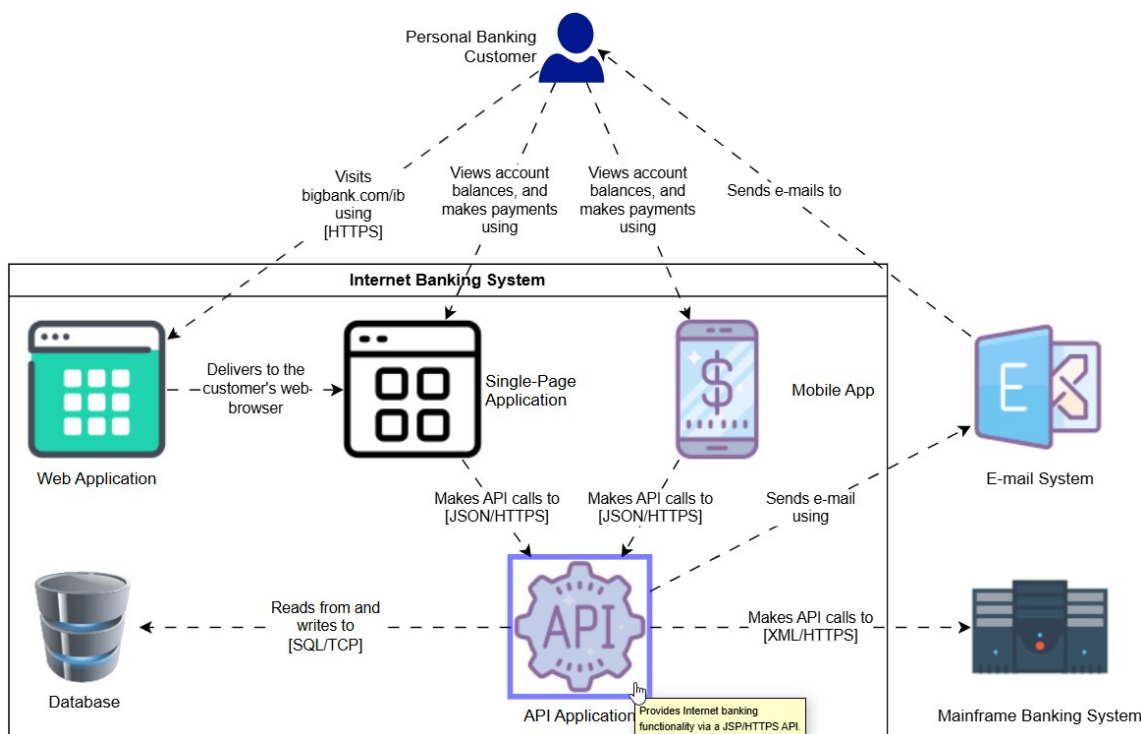 Personal Banking
Customer
Visits
bigbank.com/ib
using
[HTTPS]
Views account
balances, and
makes payments
using
Views account
balances, and
makes payments
using
Sends e-mails to
Internet Banking System
Delivers to the
customer's web-
browser
Single-Page
Application
$
Mobile App
E
Web Application
E-mail System
Makes API calls to
[JSON/HTTPS]
Makes API calls to
[JSON/HTTPS]
Sends e-mail
using
Reads from and
writes to
[SQL/TCP]
API
Makes API calls to
[XML/HTTPS]
Database
API Application
Provides Internet banking
functionality via a JSP/HTTPS API.
Mainframe Banking System